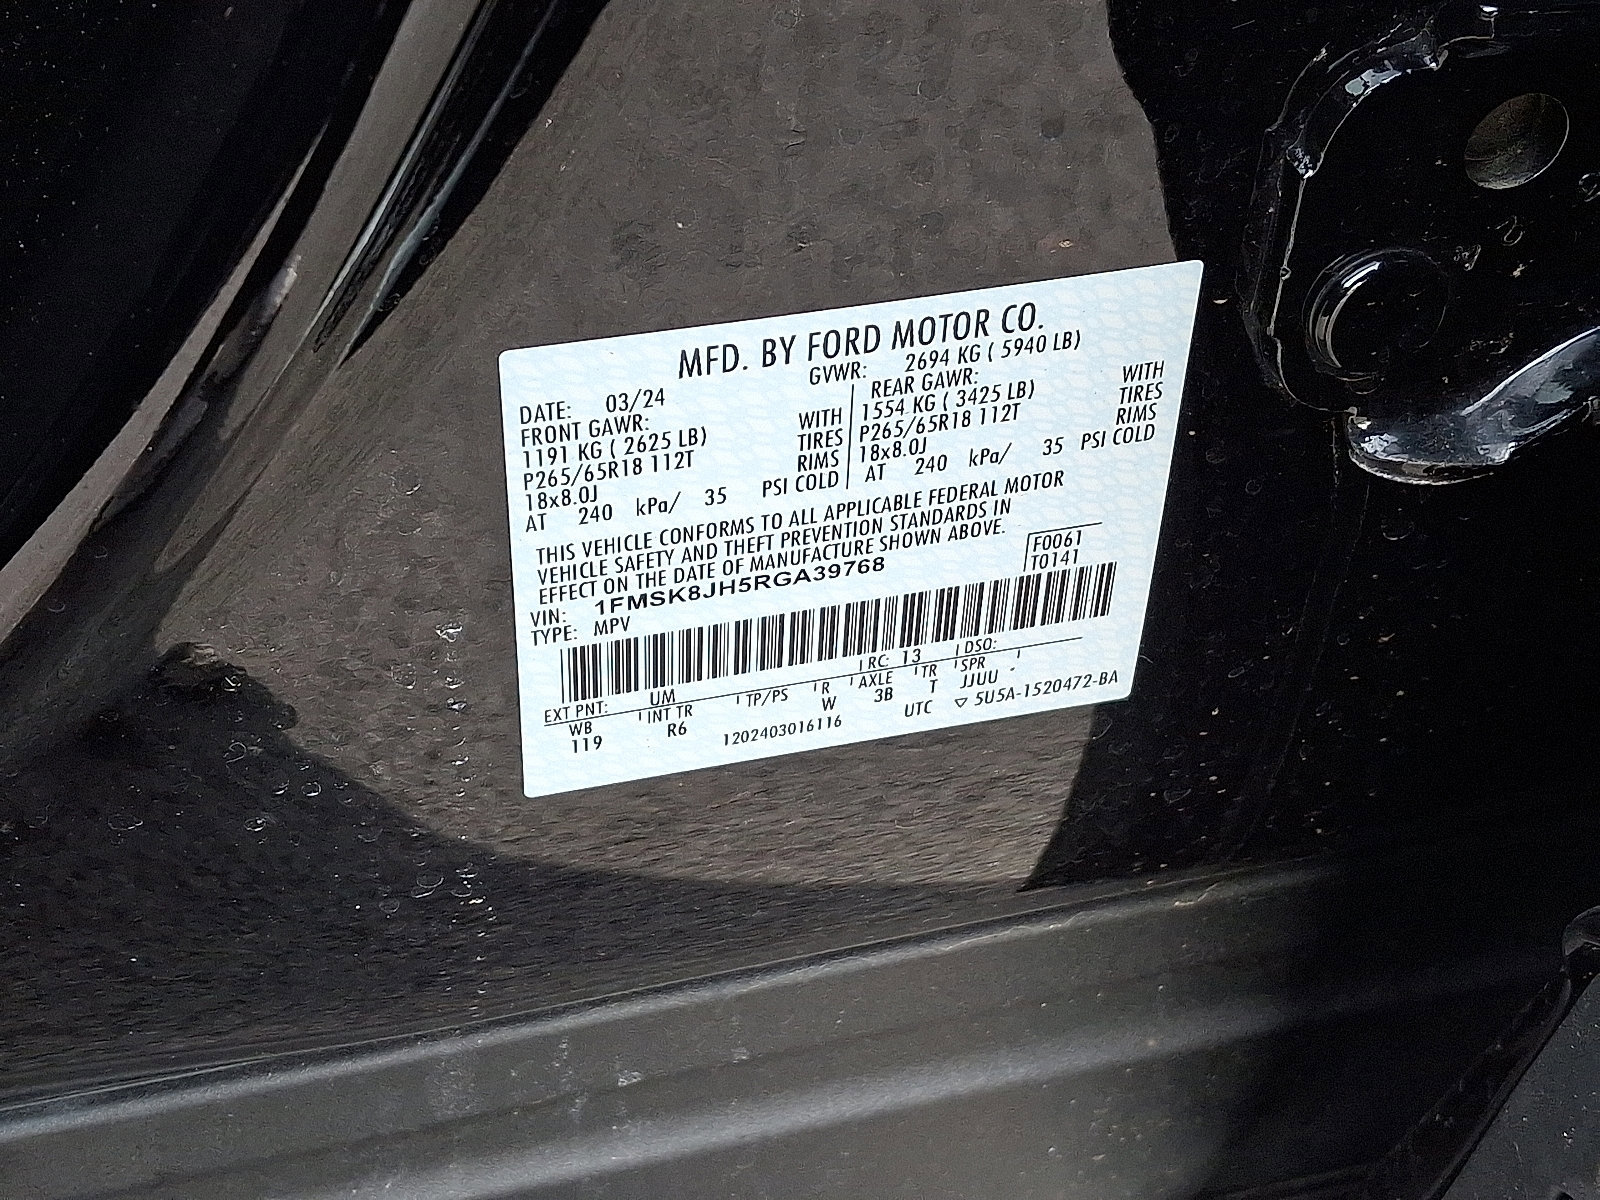 MFD. BY FORD MOTOR CO.
DATE: 03/24 GVWR: 2694 KG ( 5940 LB)
FRONT GAWR: REAR GAWR:
1191 KG ( 2625 LB) WITH 1554 KG ( 3425 LB) WITH
P265/65R18 112T TIRES P265/65R18 112T TIRES
18x8.0J RIMS 18x8.0J RIMS
AT 240 kPa/ 35 PSI COLD AT 240 kPa/ 35 PSI COLD
THIS VEHICLE CONFORMS TO ALL APPLICABLE FEDERAL MOTOR
VEHICLE SAFETY AND THEFT PREVENTION STANDARDS IN
EFFECT ON THE DATE OF MANUFACTURE SHOWN ABOVE.
F0061
VIN: 1FMSK8JH5RGA39768 T0141
TYPE: MPV
EXT PNT: UM RC: 13 DSO:
WB INT TR TP/PS R AXLE TR SPR
119 R6 W 3B T JJUU
1202403016116 UTC ▽ 5U5A-1520472-BA